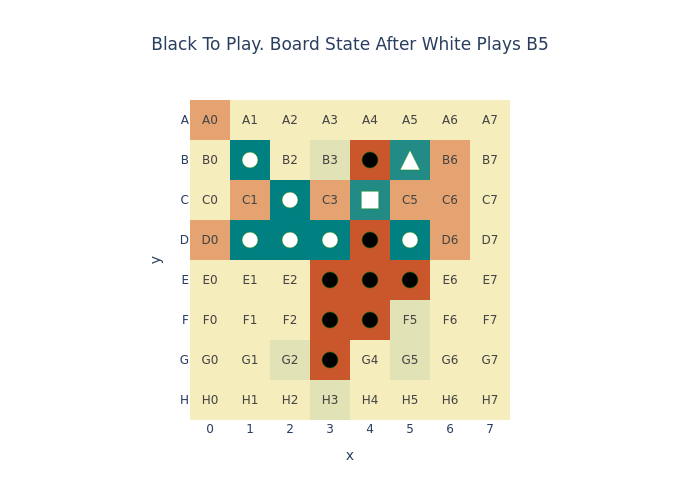 Black To Play. Board State After White Plays B5
A A0 A1 A2 A3 A4 A5 A6 A7
B B0 B2 B3 B6 B7
C C0 C1 C3 C5 C6 C7
D D0 D6 D7
E E0 E1 E2 E6 E7
F F0 F1 F2 F5 F6 F7
G G0 G1 G2 G4 G5 G6 G7
H H0 H1 H2 H3 H4 H5 H6 H7
0 1 2 3 4 5 6 7
x
y